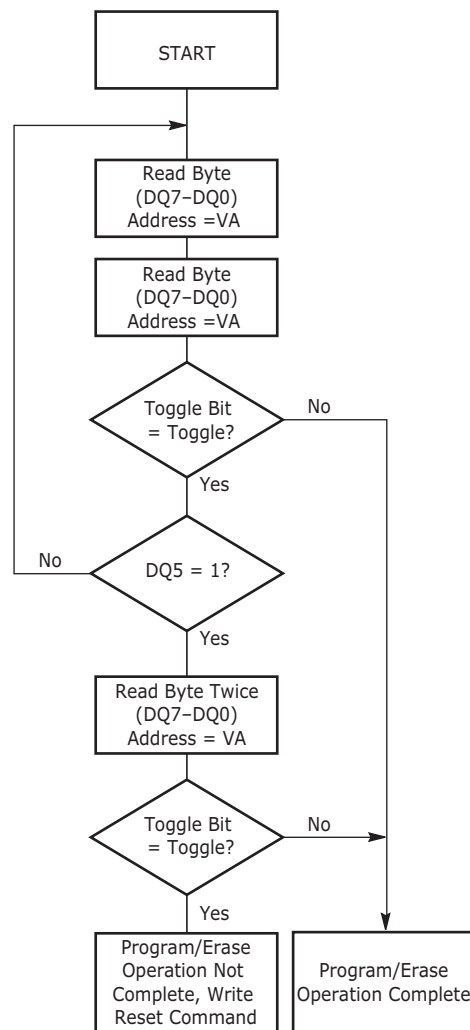 START
Read Byte
(DQ7–DQ0)
Address =VA
Read Byte
(DQ7–DQ0)
Address =VA
Toggle Bit
= Toggle?
No
Yes
No
DQ5 = 1?
Yes
Read Byte Twice
(DQ7–DQ0)
Address = VA
Toggle Bit
= Toggle?
No
Yes
Program/Erase
Operation Not
Complete, Write
Reset Command
Program/Erase
Operation Complete